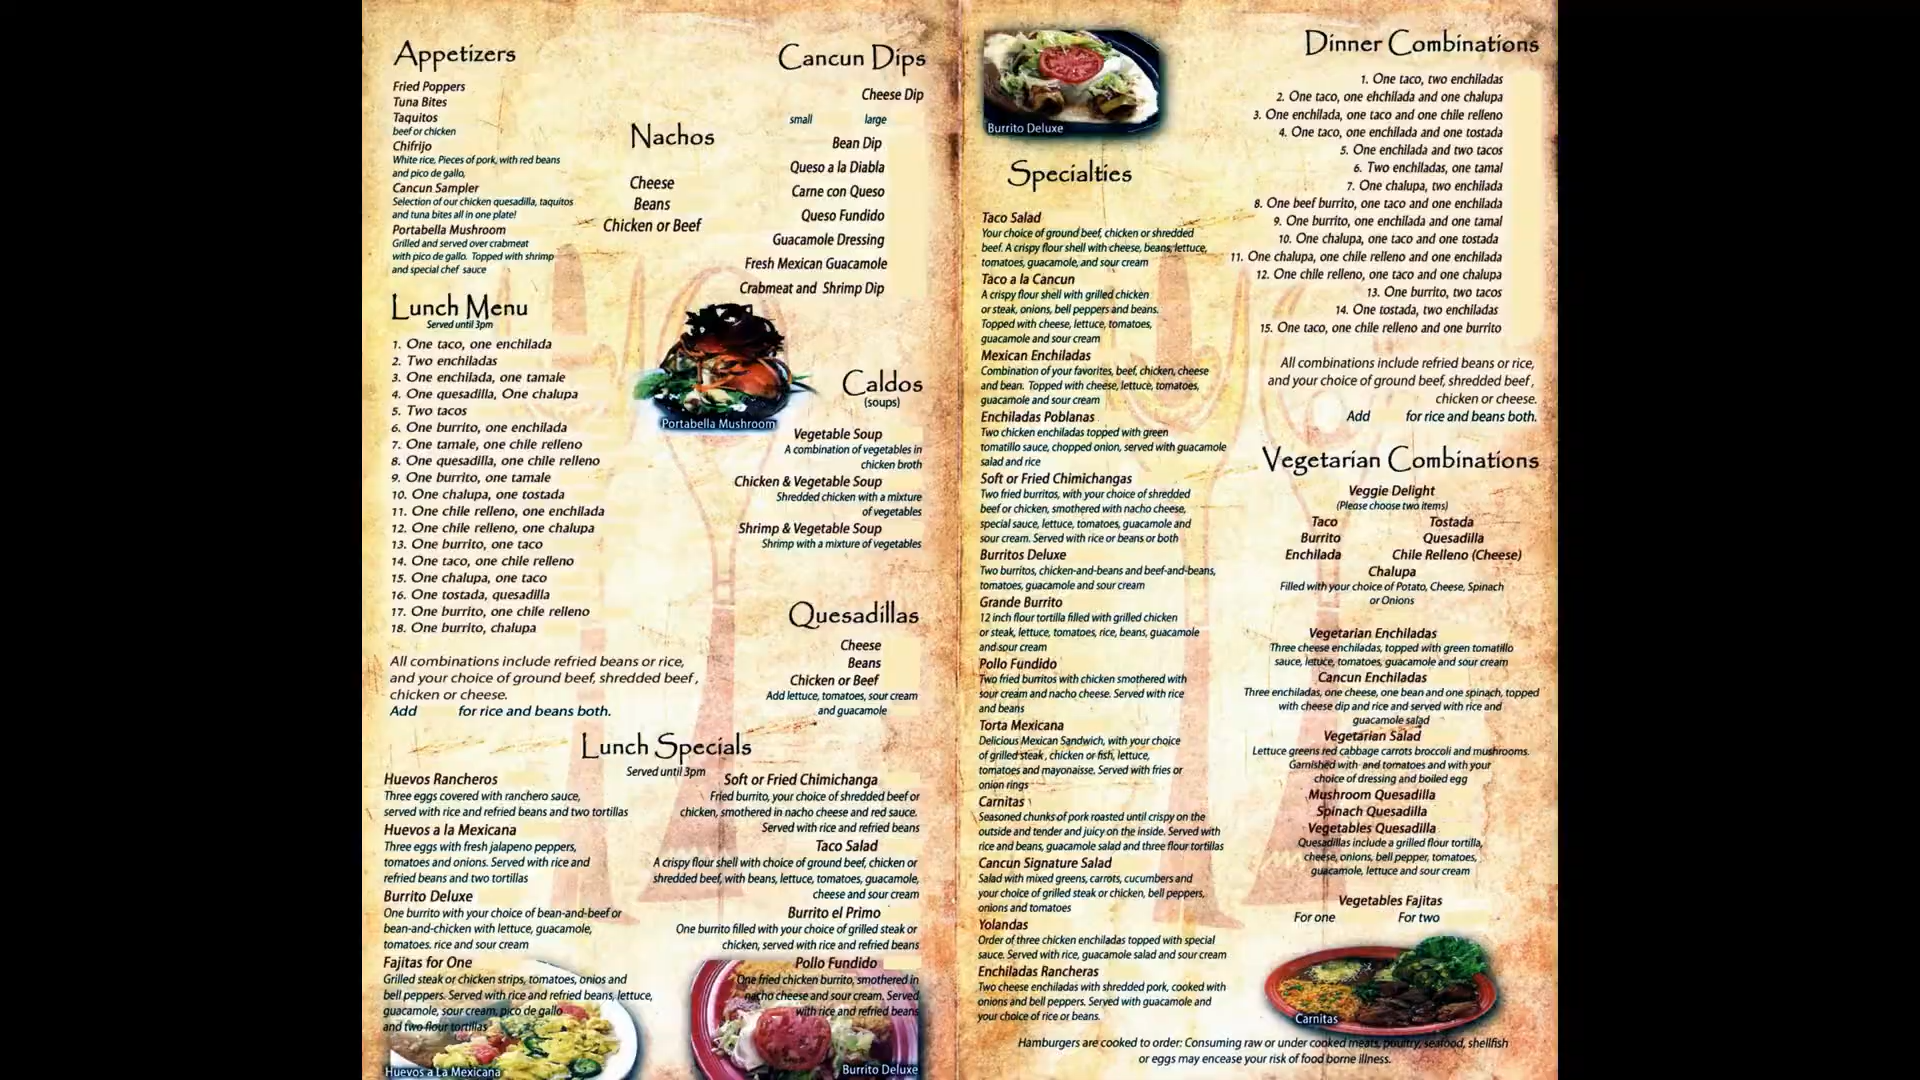 Appetizers
Fried Poppers
Tuna Bites
Taquitos
beef or chicken
Chifrijo
White rice, Pieces of pork, with red beans
and pico de gallo,
Cancun Sampler
Selection of our chicken quesadilla, taquitos
and tuna bites all in one plate!
Portabella Mushroom
Grilled and served over crabmeat
with pico de gallo. Topped with shrimp
and special chef sauce
Nachos
Cheese
Beans
Chicken or Beef
Cancun Dips
Cheese Dip
small large
Bean Dip
Queso a la Diabla
Carne con Queso
Queso Fundido
Guacamole Dressing
Fresh Mexican Guacamole
Crabmeat and Shrimp Dip
Lunch Menu
Served until 3pm
1. One taco, one enchilada
2. Two enchiladas
3. One enchilada, one tamale
4. One quesadilla, One chalupa
5. Two tacos
6. One burrito, one enchilada
7. One tamale, one chile relleno
8. One quesadilla, one chile relleno
9. One burrito, one tamale
10. One chalupa, one tostada
11. One chile relleno, one enchilada
12. One chile relleno, one chalupa
13. One burrito, one taco
14. One taco, one chile relleno
15. One chalupa, one taco
16. One tostada, quesadilla
17. One burrito, one chile relleno
18. One burrito, chalupa
All combinations include refried beans or rice,
and your choice of ground beef, shredded beef,
chicken or cheese.
Add for rice and beans both.
Portabella Mushroom
Caldos
(soups)
Vegetable Soup
A combination of vegetables in
chicken broth
Chicken & Vegetable Soup
Shredded chicken with a mixture
of vegetables
Shrimp & Vegetable Soup
Shrimp with a mixture of vegetables
Quesadillas
Cheese
Beans
Chicken or Beef
Add lettuce, tomatoes, sour cream
and guacamole
Lunch Specials
Served until 3pm
Huevos Rancheros
Three eggs covered with ranchero sauce,
served with rice and refried beans and two tortillas
Huevos a la Mexicana
Three eggs with fresh jalapeno peppers,
tomatoes and onions. Served with rice and
refried beans and two tortillas
Burrito Deluxe
One burrito with your choice of bean-and-beef or
bean-and-chicken with lettuce, guacamole,
tomatoes. rice and sour cream
Fajitas for One
Grilled steak or chicken strips, tomatoes, onios and
bell peppers. Served with rice and refried beans, lettuce,
guacamole, sour cream, pico de gallo
and two flour tortillas
Huevos a La Mexicana
Soft or Fried Chimichanga
Fried burrito, your choice of shredded beef or
chicken, smothered in nacho cheese and red sauce.
Served with rice and refried beans
Taco Salad
A crispy flour shell with choice of ground beef, chicken or
shredded beef, with beans, lettuce, tomatoes, guacamole,
cheese and sour cream
Burrito el Primo
One burrito filled with your choice of grilled steak or
chicken, served with rice and refried beans
Pollo Fundido
One fried chicken burrito, smothered in
nacho cheese and sour cream. Served
with rice and refried beans
Burrito Deluxe
Burrito Deluxe
Specialties
Taco Salad
Your choice of ground beef, chicken or shredded
beef. A crispy flour shell with cheese, beans, lettuce,
tomatoes, guacamole, and sour cream
Taco a la Cancun
A crispy flour shell with grilled chicken
or steak, onions, bell peppers and beans.
Topped with cheese, lettuce, tomatoes,
guacamole and sour cream
Mexican Enchiladas
Combination of your favorites, beef, chicken, cheese
and bean. Topped with cheese, lettuce, tomatoes,
guacamole and sour cream
Enchiladas Poblanas
Two chicken enchiladas topped with green
tomatillo sauce, chopped onion, served with guacamole
salad and rice
Soft or Fried Chimichangas
Two fried burritos, with your choice of shredded
beef or chicken, smothered with nacho cheese,
special sauce, lettuce, tomatoes, guacamole and
sour cream. Served with rice or beans or both
Burritos Deluxe
Two burritos, chicken-and-beans and beef-and-beans,
tomatoes, guacamole and sour cream
Grande Burrito
12 inch flour tortilla filled with grilled chicken
or steak, lettuce, tomatoes, rice, beans, guacamole
and sour cream
Pollo Fundido
Two fried burritos with chicken smothered with
sour cream and nacho cheese. Served with rice
and beans
Torta Mexicana
Delicious Mexican Sandwich, with your choice
of grilled steak, chicken or fish, lettuce,
tomatoes and mayonaisse. Served with fries or
onion rings
Carnitas
Seasoned chunks of pork roasted until crispy on the
outside and tender and juicy on the inside. Served with
rice and beans, guacamole salad and three flour tortillas
Cancun Signature Salad
Salad with mixed greens, carrots, cucumbers and
your choice of grilled steak or chicken, bell peppers,
onions and tomatoes
Yolandas
Order of three chicken enchiladas topped with special
sauce. Served with rice, guacamole salad and sour cream
Enchiladas Rancheras
Two cheese enchiladas with shredded pork, cooked with
onions and bell peppers. Served with guacamole and
your choice of rice or beans.
Dinner Combinations
1. One taco, two enchiladas
2. One taco, one ehchilada and one chalupa
3. One enchilada, one taco and one chile relleno
4. One taco, one enchilada and one tostada
5. One enchilada and two tacos
6. Two enchiladas, one tamal
7. One chalupa, two enchilada
8. One beef burrito, one taco and one enchilada
9. One burrito, one enchilada and one tamal
10. One chalupa, one taco and one tostada
11. One chalupa, one chile relleno and one enchilada
12. One chile relleno, one taco and one chalupa
13. One burrito, two tacos
14. One tostada, two enchiladas
15. One taco, one chile relleno and one burrito
All combinations include refried beans or rice,
and your choice of ground beef, shredded beef,
chicken or cheese.
Add for rice and beans both.
Vegetarian Combinations
Veggie Delight
(Please choose two items)
Taco Tostada
Burrito Quesadilla
Enchilada Chile Relleno (Cheese)
Chalupa
Filled with your choice of Potato, Cheese, Spinach
or Onions
Vegetarian Enchiladas
Three cheese enchiladas, topped with green tomatillo
sauce, letuce, tomatoes, guacamole and sour cream
Cancun Enchiladas
Three enchiladas, one cheese, one bean and one spinach, topped
with cheese dip and rice and served with rice and
guacamole salad
Vegetarian Salad
Lettuce greens red cabbage carrots broccoli and mushrooms.
Garnished with and tomatoes and with your
choice of dressing and boiled egg
Mushroom Quesadilla
Spinach Quesadilla
Vegetables Quesadilla
Quesadillas include a grilled flour tortilla,
cheese, onions, bell pepper, tomatoes,
guacamole, lettuce and sour cream
Vegetables Fajitas
For one For two
Carnitas
Hamburgers are cooked to order: Consuming raw or under cooked meats, poultry, seafood, shellfish
or eggs may encease your risk of food borne illness.